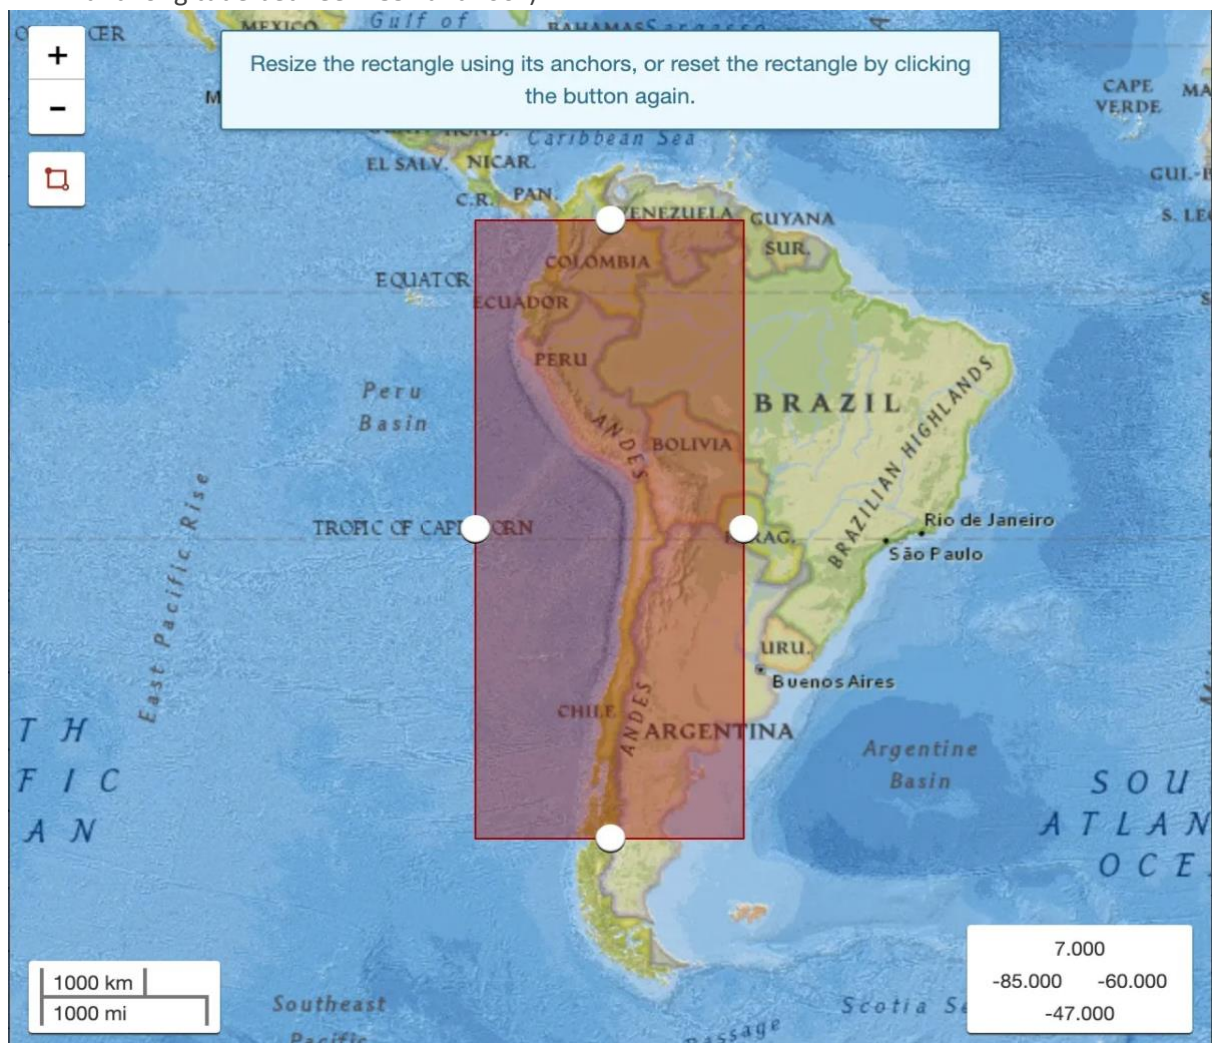 MEXICO
Gulf of
BAHAMAS
+
Resize the rectangle using its anchors, or reset the rectangle by clicking
the button again.
−
CAPE
VERDE
HOND.
Caribbean Sea
EL SALV.
NICAR.
C.R.
PAN.
VENEZUELA
GUYANA
SUR.
COLOMBIA
EQUATOR
ECUADOR
PERU
Peru
Basin
BRAZIL
ANDES
BOLIVIA
BRAZILIAN HIGHLANDS
East Pacific Rise
Rio de Janeiro
São Paulo
URU.
Buenos Aires
CHILE
ANDES
ARGENTINA
Argentine
Basin
1000 km
1000 mi
7.000
-85.000 -60.000
-47.000
Southeast
Scotia